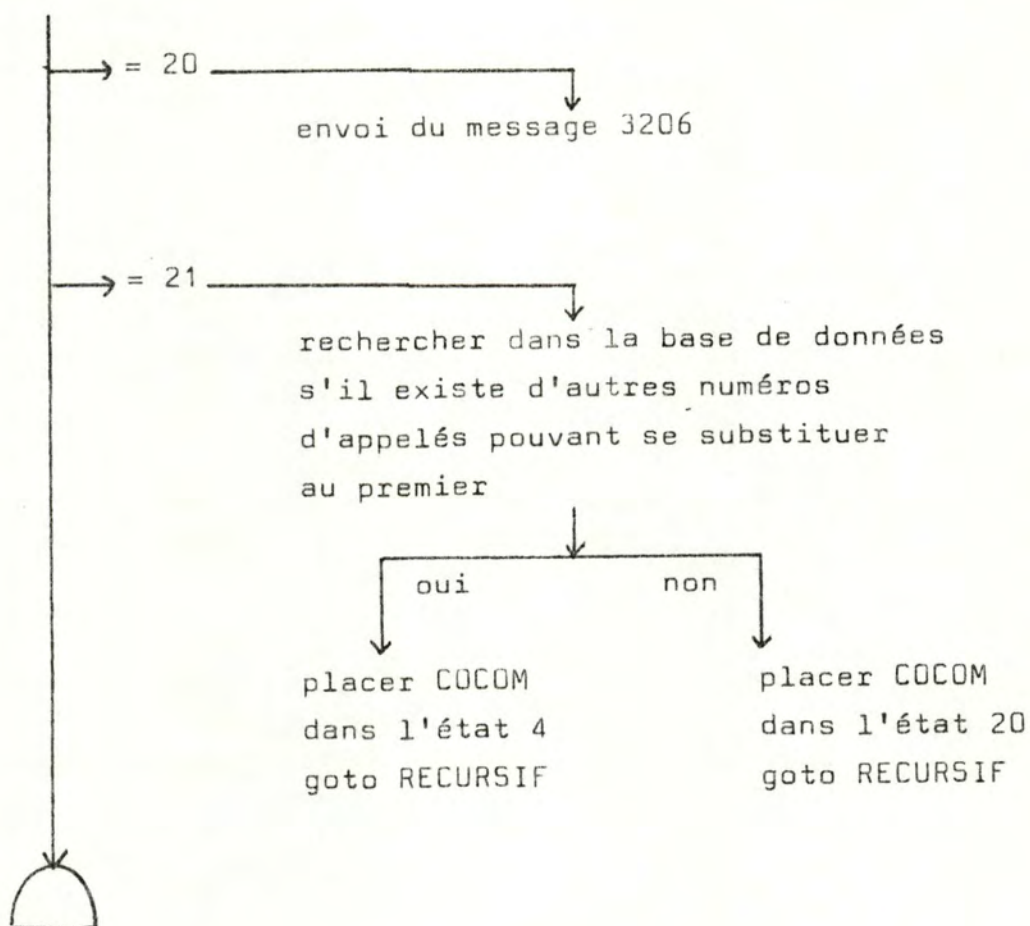 = 20
envoi du message 3206
= 21
rechercher dans la base de données
s'il existe d'autres numéros
d'appelés pouvant se substituer
au premier
oui non
placer COCOM
dans l'état 4
goto RECURSIF
placer COCOM
dans l'état 20
goto RECURSIF